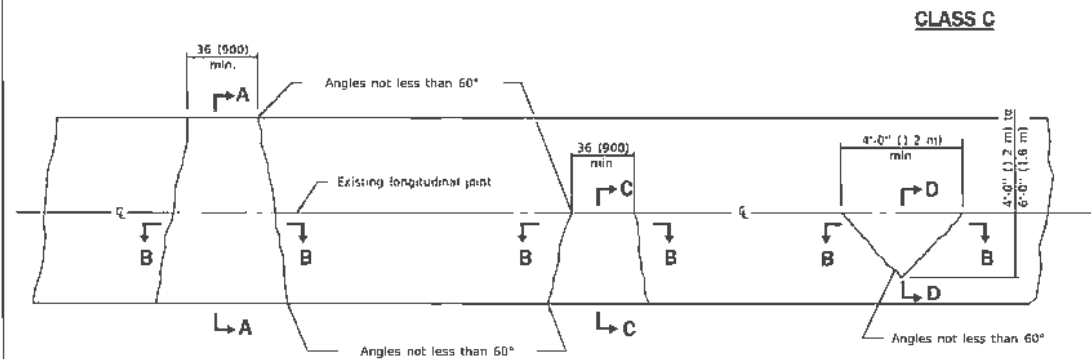 CLASS C
36 (900)
min.
A
Angles not less than 60°
36 (900)
min
4'-0" (1.2 m)
min
4'-0" (1.2 m) to
6'-0" (1.8 m)
C
D
Existing longitudinal joint
℄
℄
B
B
B
B
B
B
D
A
C
Angles not less than 60°
Angles not less than 60°